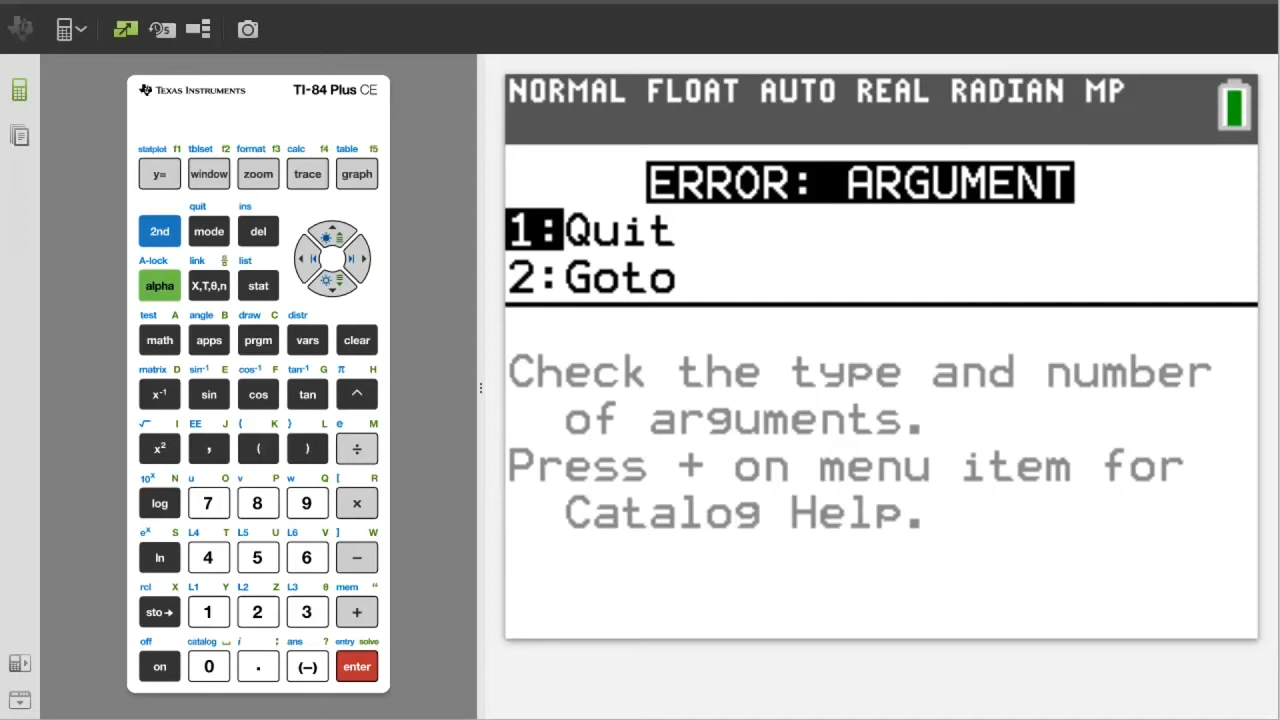 TEXAS INSTRUMENTS TI-84 Plus CE
statplot f1 tblset f2 format f3 calc f4 table f5
y= window zoom trace graph
quit ins
2nd mode del
A-lock link list
alpha X,T,θ,n stat
test A angle B draw C distr
math apps prgm vars clear
matrix D sin⁻¹ E cos⁻¹ F tan⁻¹ G π H
x⁻¹ sin cos tan ^
√ I EE J { K } L e M
x² , ( ) ÷
10ˣ N u O v P w Q [ R
log 7 8 9 ×
eˣ S L4 T L5 U L6 V ] W
ln 4 5 6 −
rcl X L1 Y L2 Z L3 θ mem “
sto→ 1 2 3 +
off catalog i : ans ? entry solve
on 0 . (−) enter
NORMAL FLOAT AUTO REAL RADIAN MP
ERROR: ARGUMENT
1:Quit
2:Goto
Check the type and number
of arguments.
Press + on menu item for
Catalog Help.